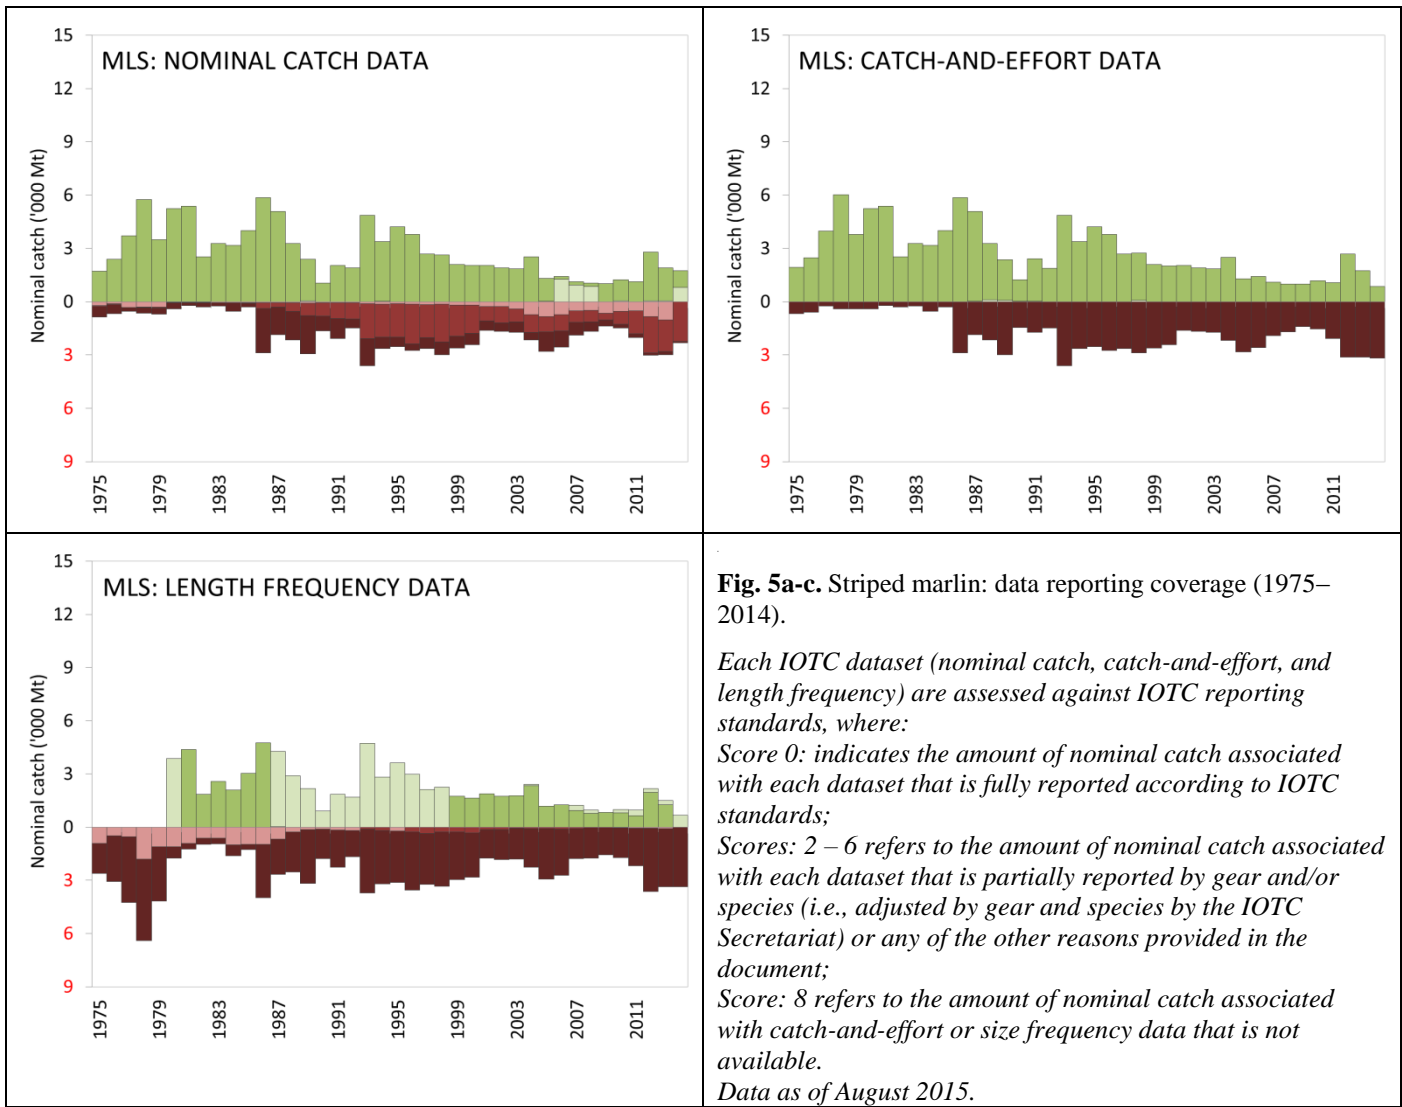 MLS: NOMINAL CATCH DATA
Nominal catch ('000 Mt)
15
12
9
6
3
0
3
6
9
1975
1979
1983
1987
1991
1995
1999
2003
2007
2011
MLS: CATCH-AND-EFFORT DATA
Nominal catch ('000 Mt)
15
12
9
6
3
0
3
6
9
1975
1979
1983
1987
1991
1995
1999
2003
2007
2011
MLS: LENGTH FREQUENCY DATA
Nominal catch ('000 Mt)
15
12
9
6
3
0
3
6
9
1975
1979
1983
1987
1991
1995
1999
2003
2007
2011
Fig. 5a-c. Striped marlin: data reporting coverage (1975–
2014).
Each IOTC dataset (nominal catch, catch-and-effort, and
length frequency) are assessed against IOTC reporting
standards, where:
Score 0: indicates the amount of nominal catch associated
with each dataset that is fully reported according to IOTC
standards;
Scores: 2 – 6 refers to the amount of nominal catch associated
with each dataset that is partially reported by gear and/or
species (i.e., adjusted by gear and species by the IOTC
Secretariat) or any of the other reasons provided in the
document;
Score: 8 refers to the amount of nominal catch associated
with catch-and-effort or size frequency data that is not
available.
Data as of August 2015.